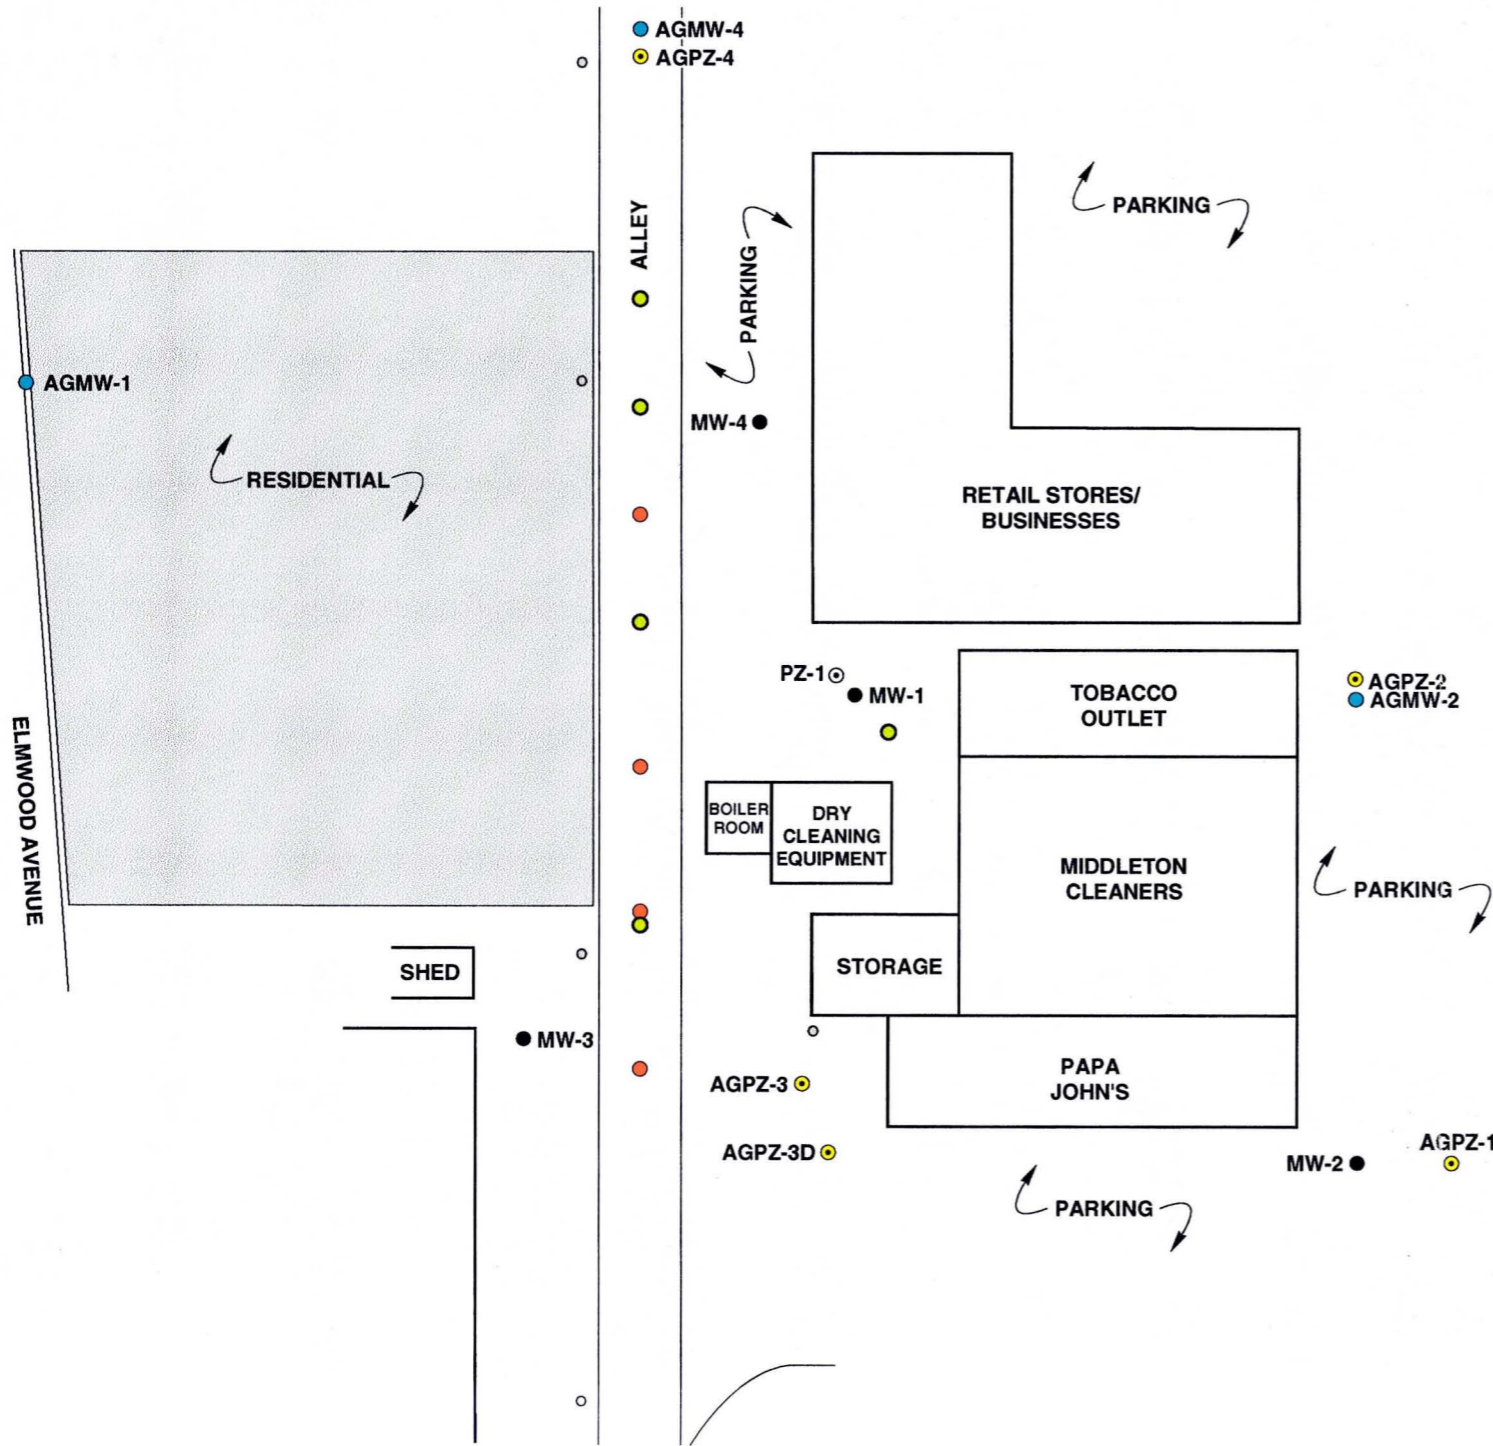 AGMW-4
AGPZ-4
ALLEY
PARKING
PARKING
AGMW-1
MW-4
RESIDENTIAL
RETAIL STORES/
BUSINESSES
PZ-1
MW-1
TOBACCO
OUTLET
AGPZ-2
AGMW-2
ELMWOOD AVENUE
BOILER
ROOM
DRY
CLEANING
EQUIPMENT
MIDDLETON
CLEANERS
PARKING
SHED
STORAGE
MW-3
PAPA
JOHN'S
AGPZ-3
AGPZ-3D
MW-2
AGPZ-1
PARKING